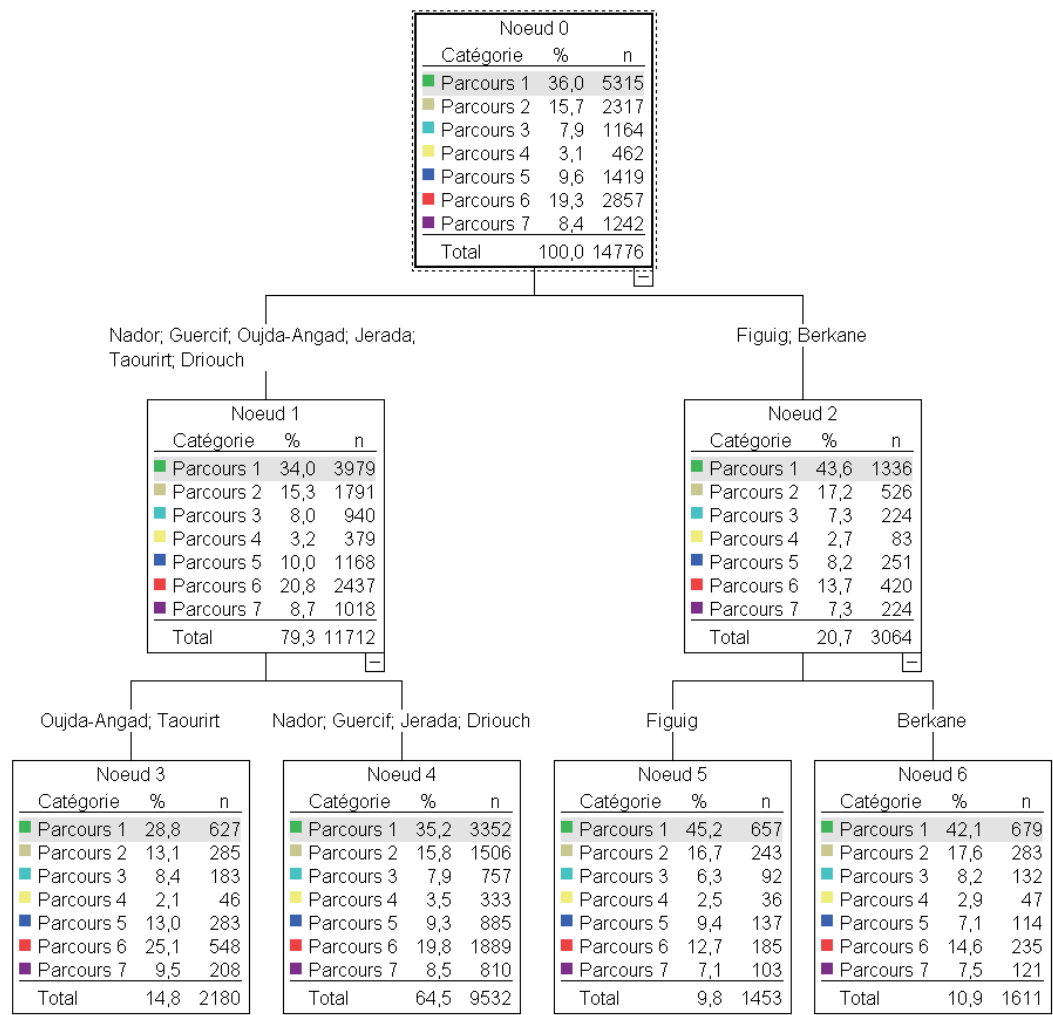 Noeud 0
Catégorie % n
Parcours 1 36,0 5315
Parcours 2 15,7 2317
Parcours 3 7,9 1164
Parcours 4 3,1 462
Parcours 5 9,6 1419
Parcours 6 19,3 2857
Parcours 7 8,4 1242
Total 100,0 14776
Nador; Guercif; Oujda-Angad; Jerada;
Taourirt; Driouch
Figuig; Berkane
Noeud 1
Catégorie % n
Parcours 1 34,0 3979
Parcours 2 15,3 1791
Parcours 3 8,0 940
Parcours 4 3,2 379
Parcours 5 10,0 1168
Parcours 6 20,8 2437
Parcours 7 8,7 1018
Total 79,3 11712
Noeud 2
Catégorie % n
Parcours 1 43,6 1336
Parcours 2 17,2 526
Parcours 3 7,3 224
Parcours 4 2,7 83
Parcours 5 8,2 251
Parcours 6 13,7 420
Parcours 7 7,3 224
Total 20,7 3064
Oujda-Angad; Taourirt
Nador; Guercif; Jerada; Driouch
Figuig
Berkane
Noeud 3
Catégorie % n
Parcours 1 28,8 627
Parcours 2 13,1 285
Parcours 3 8,4 183
Parcours 4 2,1 46
Parcours 5 13,0 283
Parcours 6 25,1 548
Parcours 7 9,5 208
Total 14,8 2180
Noeud 4
Catégorie % n
Parcours 1 35,2 3352
Parcours 2 15,8 1506
Parcours 3 7,9 757
Parcours 4 3,5 333
Parcours 5 9,3 885
Parcours 6 19,8 1889
Parcours 7 8,5 810
Total 64,5 9532
Noeud 5
Catégorie % n
Parcours 1 45,2 657
Parcours 2 16,7 243
Parcours 3 6,3 92
Parcours 4 2,5 36
Parcours 5 9,4 137
Parcours 6 12,7 185
Parcours 7 7,1 103
Total 9,8 1453
Noeud 6
Catégorie % n
Parcours 1 42,1 679
Parcours 2 17,6 283
Parcours 3 8,2 132
Parcours 4 2,9 47
Parcours 5 7,1 114
Parcours 6 14,6 235
Parcours 7 7,5 121
Total 10,9 1611